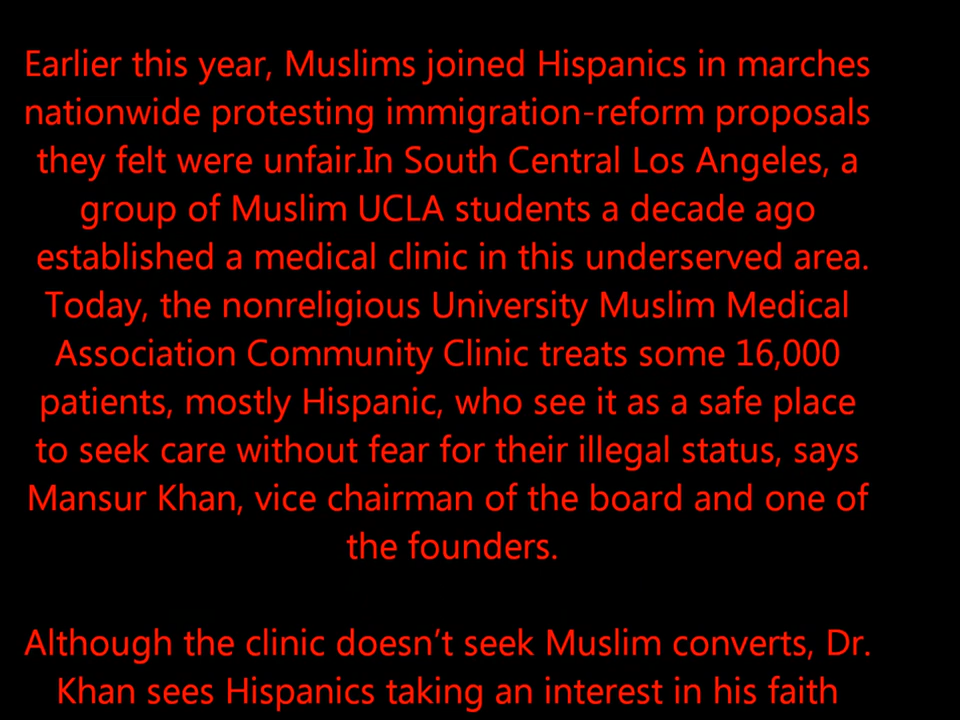 Earlier this year, Muslims joined Hispanics in marches
nationwide protesting immigration-reform proposals
they felt were unfair.In South Central Los Angeles, a
group of Muslim UCLA students a decade ago
established a medical clinic in this underserved area.
Today, the nonreligious University Muslim Medical
Association Community Clinic treats some 16,000
patients, mostly Hispanic, who see it as a safe place
to seek care without fear for their illegal status, says
Mansur Khan, vice chairman of the board and one of
the founders.
Although the clinic doesn't seek Muslim converts, Dr.
Khan sees Hispanics taking an interest in his faith